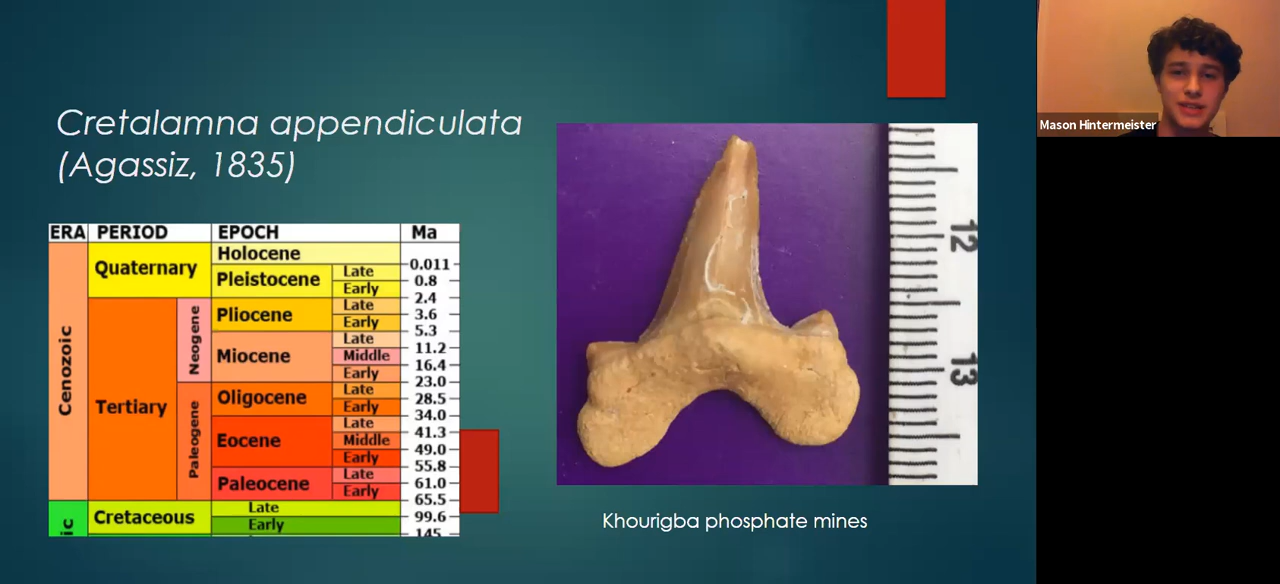 Cretalamna appendiculata
(Agassiz, 1835)
ERA PERIOD EPOCH Ma
Cenozoic
Quaternary
Tertiary
Neogene
Paleogene
Holocene
Pleistocene
Late
Early
Pliocene
Late
Early
Miocene
Late
Middle
Early
Oligocene
Late
Early
Eocene
Late
Middle
Early
Paleocene
Late
Early
ic
Cretaceous
Late
Early
0.011
0.8
2.4
3.6
5.3
11.2
16.4
23.0
28.5
34.0
41.3
49.0
55.8
61.0
65.5
99.6
145
12
13
Khourigba phosphate mines
Mason Hintermeister